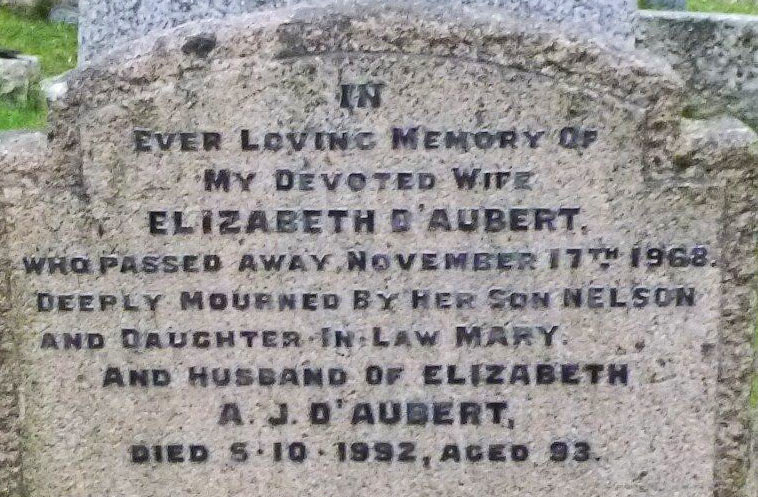 IN
EVER LOVING MEMORY OF
MY DEVOTED WIFE
ELIZABETH D'AUBERT,
WHO PASSED AWAY, NOVEMBER 17TH 1968.
DEEPLY MOURNED BY HER SON NELSON
AND DAUGHTER-IN-LAW MARY.
AND HUSBAND OF ELIZABETH
A. J. D'AUBERT,
DIED 5·10·1992, AGED 93.